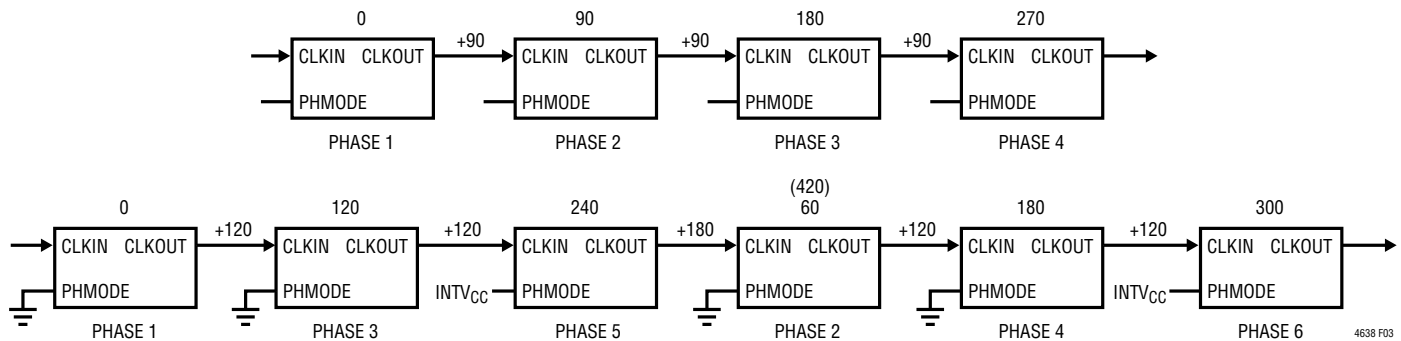 0 90 180 270
+90 +90 +90
CLKIN CLKOUT CLKIN CLKOUT CLKIN CLKOUT CLKIN CLKOUT
PHMODE PHMODE PHMODE PHMODE
PHASE 1 PHASE 2 PHASE 3 PHASE 4
(420)
0 120 240 60 180 300
+120 +120 +180 +120 +120
CLKIN CLKOUT CLKIN CLKOUT CLKIN CLKOUT CLKIN CLKOUT CLKIN CLKOUT CLKIN CLKOUT
PHMODE PHMODE INTVCC PHMODE PHMODE PHMODE INTVCC PHMODE
PHASE 1 PHASE 3 PHASE 5 PHASE 2 PHASE 4 PHASE 6 4638 F03